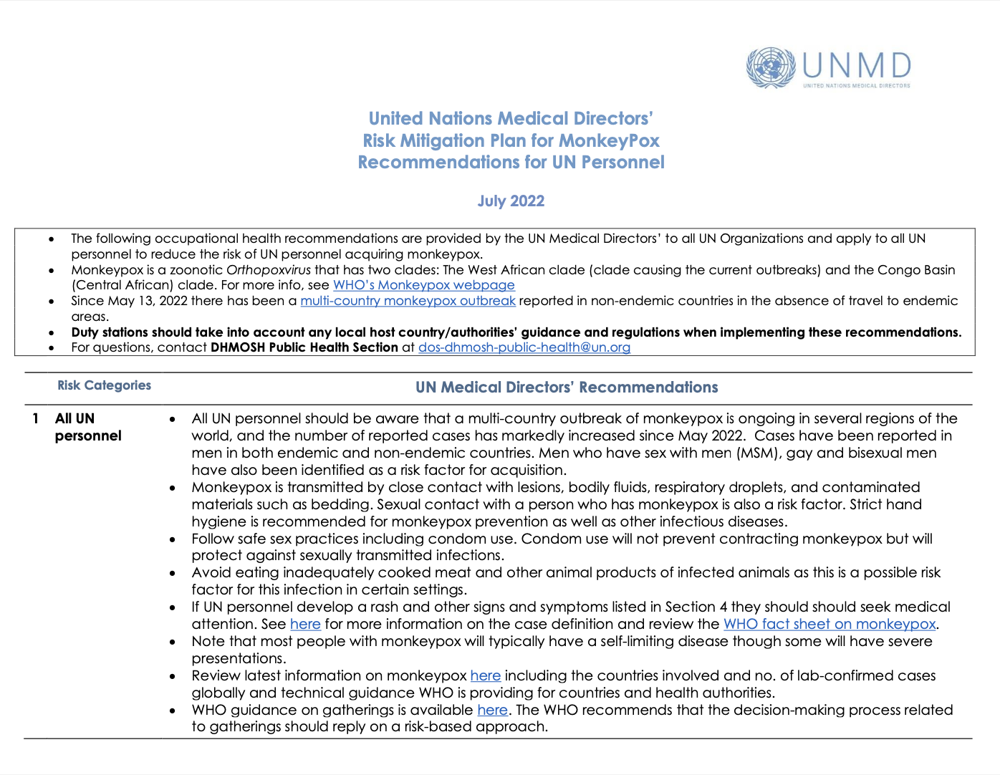 UNMD
UNITED NATIONS MEDICAL DIRECTORS
United Nations Medical Directors’
Risk Mitigation Plan for MonkeyPox
Recommendations for UN Personnel
July 2022
• The following occupational health recommendations are provided by the UN Medical Directors’ to all UN Organizations and apply to all UN
personnel to reduce the risk of UN personnel acquiring monkeypox.
• Monkeypox is a zoonotic Orthopoxvirus that has two clades: The West African clade (clade causing the current outbreaks) and the Congo Basin
(Central African) clade. For more info, see WHO’s Monkeypox webpage
• Since May 13, 2022 there has been a multi-country monkeypox outbreak reported in non-endemic countries in the absence of travel to endemic
areas.
• Duty stations should take into account any local host country/authorities’ guidance and regulations when implementing these recommendations.
• For questions, contact DHMOSH Public Health Section at dos-dhmosh-public-health@un.org
Risk Categories UN Medical Directors’ Recommendations
1 All UN
personnel
• All UN personnel should be aware that a multi-country outbreak of monkeypox is ongoing in several regions of the
world, and the number of reported cases has markedly increased since May 2022. Cases have been reported in
men in both endemic and non-endemic countries. Men who have sex with men (MSM), gay and bisexual men
have also been identified as a risk factor for acquisition.
• Monkeypox is transmitted by close contact with lesions, bodily fluids, respiratory droplets, and contaminated
materials such as bedding. Sexual contact with a person who has monkeypox is also a risk factor. Strict hand
hygiene is recommended for monkeypox prevention as well as other infectious diseases.
• Follow safe sex practices including condom use. Condom use will not prevent contracting monkeypox but will
protect against sexually transmitted infections.
• Avoid eating inadequately cooked meat and other animal products of infected animals as this is a possible risk
factor for this infection in certain settings.
• If UN personnel develop a rash and other signs and symptoms listed in Section 4 they should should seek medical
attention. See here for more information on the case definition and review the WHO fact sheet on monkeypox.
• Note that most people with monkeypox will typically have a self-limiting disease though some will have severe
presentations.
• Review latest information on monkeypox here including the countries involved and no. of lab-confirmed cases
globally and technical guidance WHO is providing for countries and health authorities.
• WHO guidance on gatherings is available here. The WHO recommends that the decision-making process related
to gatherings should reply on a risk-based approach.